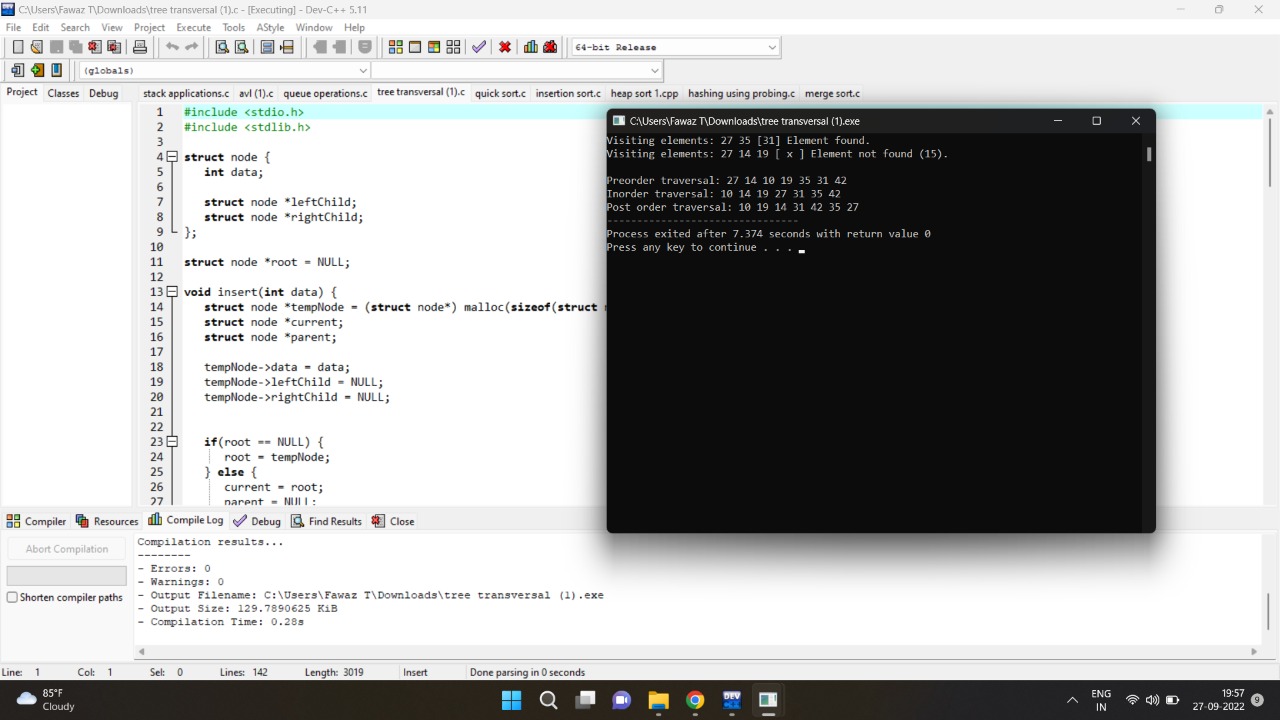 C:\Users\Fawaz T\Downloads\tree transversal (1).c - [Executing] - Dev-C++ 5.11
File Edit Search View Project Execute Tools AStyle Window Help
64-bit Release
(globals)
Project Classes Debug
stack applications.c avl (1).c queue operations.c tree transversal (1).c quick sort.c insertion sort.c heap sort 1.cpp hashing using probing.c merge sort.c
1 #include <stdio.h>
2 #include <stdlib.h>
3
4 struct node {
5 int data;
6
7 struct node *leftChild;
8 struct node *rightChild;
9 };
10
11 struct node *root = NULL;
12
13 void insert(int data) {
14 struct node *tempNode = (struct node*) malloc(sizeof(struct
15 struct node *current;
16 struct node *parent;
17
18 tempNode->data = data;
19 tempNode->leftChild = NULL;
20 tempNode->rightChild = NULL;
21
22
23 if(root == NULL) {
24 root = tempNode;
25 } else {
26 current = root;
27 parent = NULL;
C:\Users\Fawaz T\Downloads\tree transversal (1).exe
Visiting elements: 27 35 [31] Element found.
Visiting elements: 27 14 19 [ x ] Element not found (15).
Preorder traversal: 27 14 10 19 35 31 42
Inorder traversal: 10 14 19 27 31 35 42
Post order traversal: 10 19 14 31 42 35 27
--------------------------------
Process exited after 7.374 seconds with return value 0
Press any key to continue . . .
Compiler Resources Compile Log Debug Find Results Close
Abort Compilation
Shorten compiler paths
Compilation results...
--------
- Errors: 0
- Warnings: 0
- Output Filename: C:\Users\Fawaz T\Downloads\tree transversal (1).exe
- Output Size: 129.7890625 KiB
- Compilation Time: 0.28s
Line: 1 Col: 1 Sel: 0 Lines: 142 Length: 3019 Insert Done parsing in 0 seconds
85°F
Cloudy
DEV
ENG
IN
19:57
27-09-2022
9